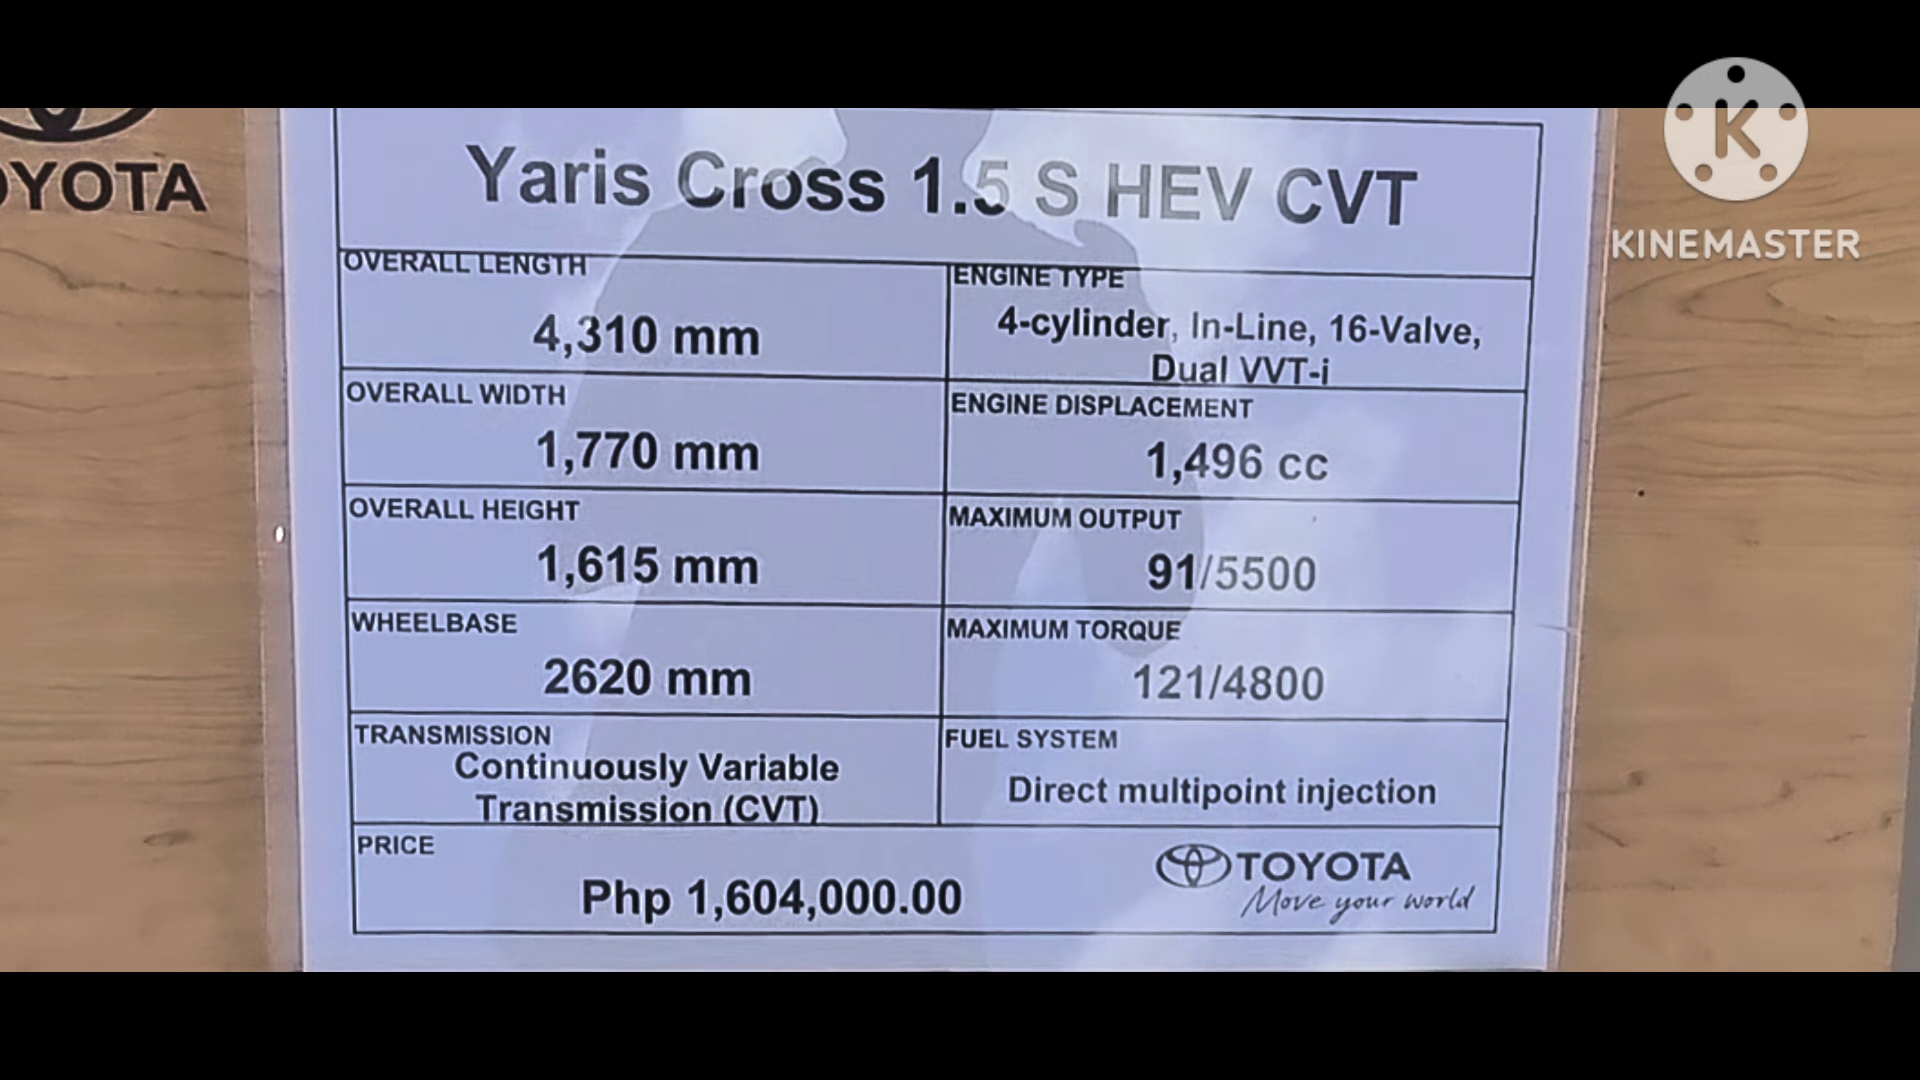 OYOTA
KINEMASTER
Yaris Cross 1.5 S HEV CVT
OVERALL LENGTH
4,310 mm
ENGINE TYPE
4-cylinder, In-Line, 16-Valve,
Dual VVT-i
OVERALL WIDTH
1,770 mm
ENGINE DISPLACEMENT
1,496 cc
OVERALL HEIGHT
1,615 mm
MAXIMUM OUTPUT
91/5500
WHEELBASE
2620 mm
MAXIMUM TORQUE
121/4800
TRANSMISSION
Continuously Variable
Transmission (CVT)
FUEL SYSTEM
Direct multipoint injection
PRICE
Php 1,604,000.00
TOYOTA
Move your world